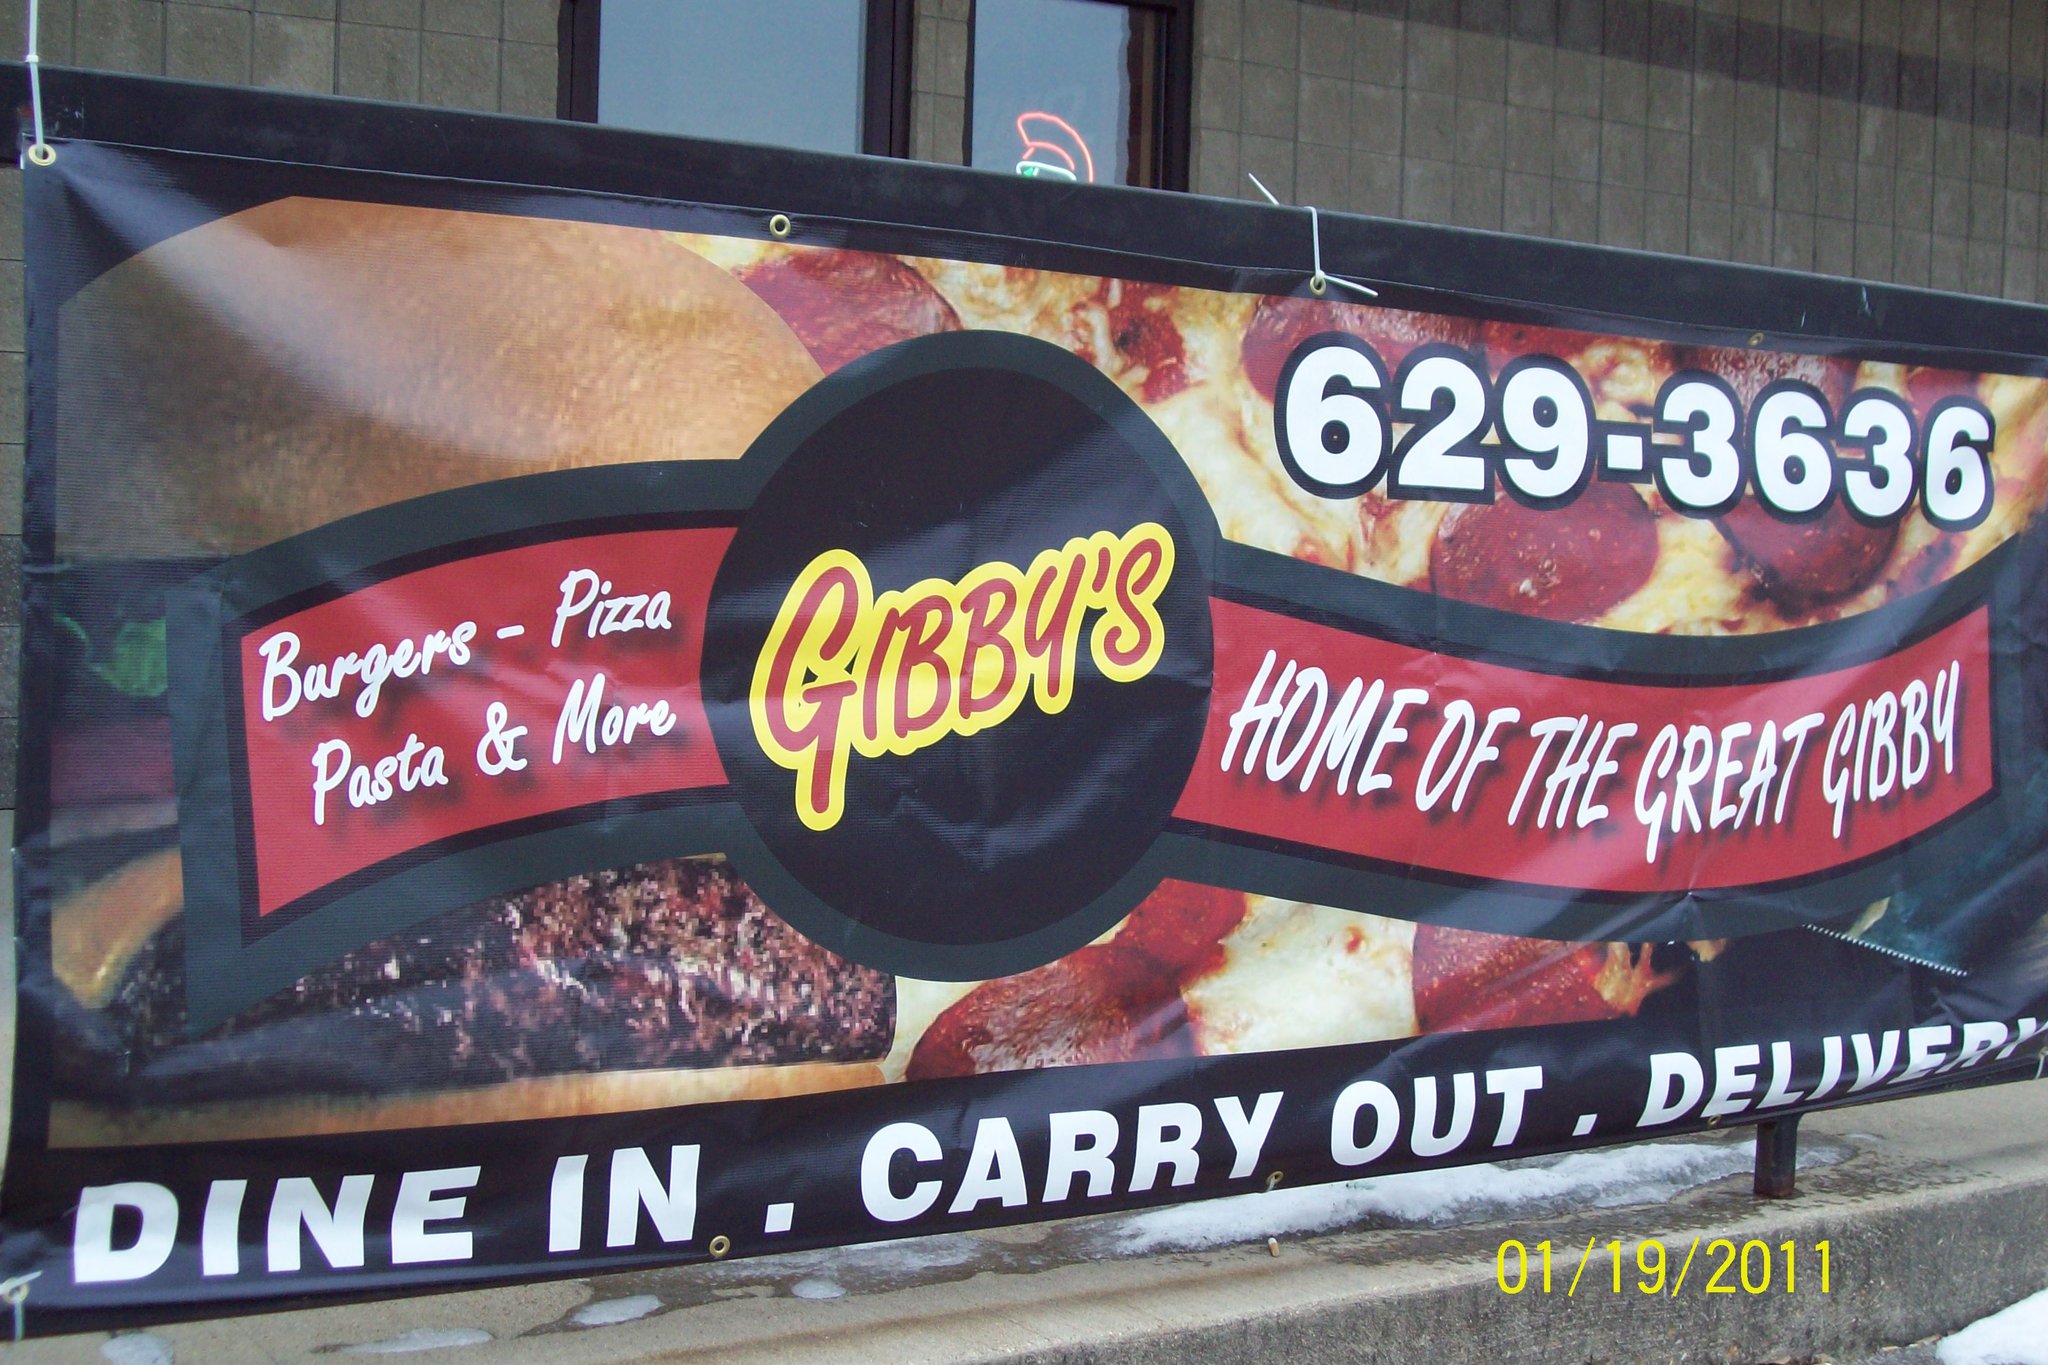 629-3636
Burgers - Pizza
Pasta & More
GIBBY'S
HOME OF THE GREAT GIBBY
DINE IN . CARRY OUT . DELIVERY
01/19/2011